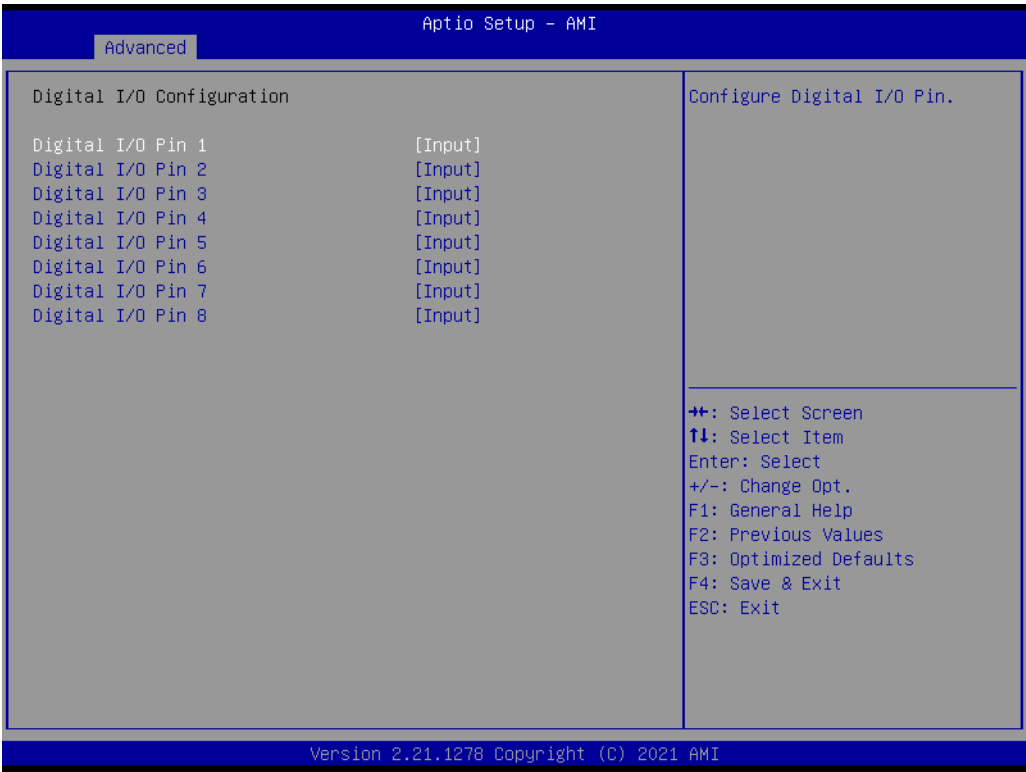 Aptio Setup – AMI
Advanced
Digital I/O Configuration
Digital I/O Pin 1 [Input]
Digital I/O Pin 2 [Input]
Digital I/O Pin 3 [Input]
Digital I/O Pin 4 [Input]
Digital I/O Pin 5 [Input]
Digital I/O Pin 6 [Input]
Digital I/O Pin 7 [Input]
Digital I/O Pin 8 [Input]
Configure Digital I/O Pin.
→←: Select Screen
↑↓: Select Item
Enter: Select
+/-: Change Opt.
F1: General Help
F2: Previous Values
F3: Optimized Defaults
F4: Save & Exit
ESC: Exit
Version 2.21.1278 Copyright (C) 2021 AMI